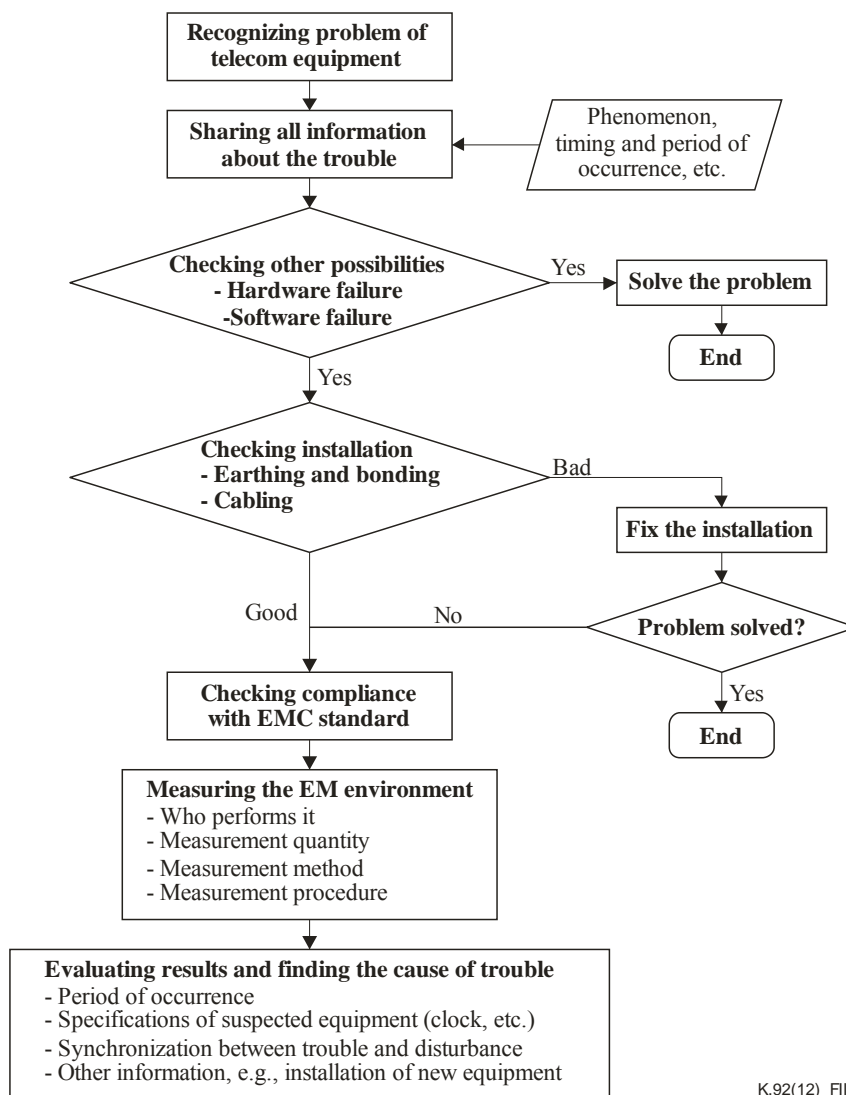 Recognizing problem of
telecom equipment
Sharing all information
about the trouble
Phenomenon,
timing and period of
occurrence, etc.
Checking other possibilities
- Hardware failure
-Software failure
Yes
Solve the problem
End
Yes
Checking installation
- Earthing and bonding
- Cabling
Bad
Fix the installation
Good
No
Problem solved?
Yes
End
Checking compliance
with EMC standard
Measuring the EM environment
- Who performs it
- Measurement quantity
- Measurement method
- Measurement procedure
Evaluating results and finding the cause of trouble
- Period of occurrence
- Specifications of suspected equipment (clock, etc.)
- Synchronization between trouble and disturbance
- Other information, e.g., installation of new equipment
K.92(12)